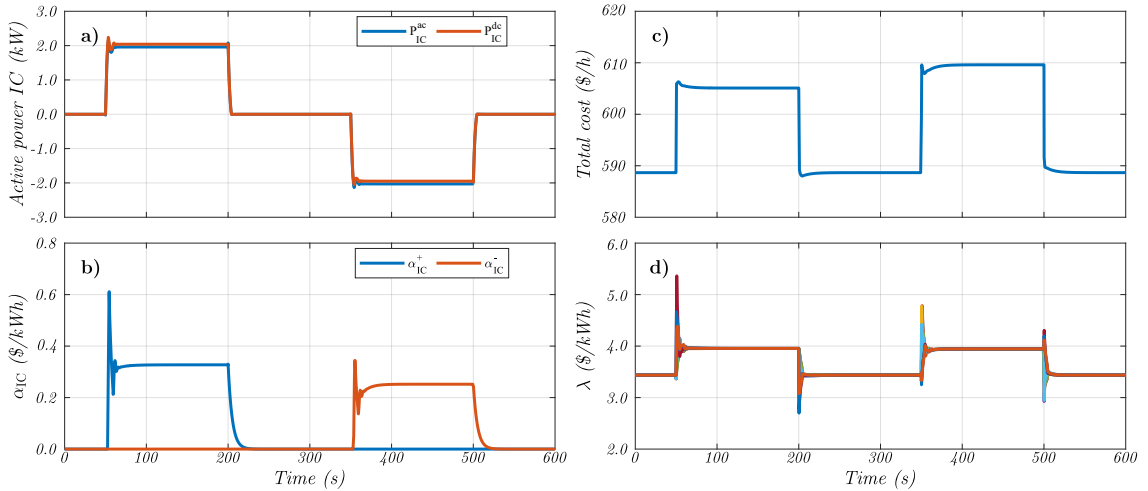 a)
P_IC^ac P_IC^dc
Active power IC (kW)
3.0
2.0
1.0
0.0
-1.0
-2.0
-3.0
c)
Total cost ($/h)
620
610
600
590
580
b)
α_IC^+ α_IC^-
α_IC ($/kWh)
0.8
0.6
0.4
0.2
0.0
0 100 200 300 400 500 600
Time (s)
d)
λ ($/kWh)
6.0
5.0
4.0
3.0
2.0
0 100 200 300 400 500 600
Time (s)